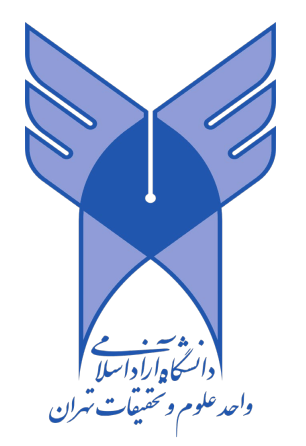 دانشگاه آزاد اسلامی
واحد علوم و تحقیقات تهران